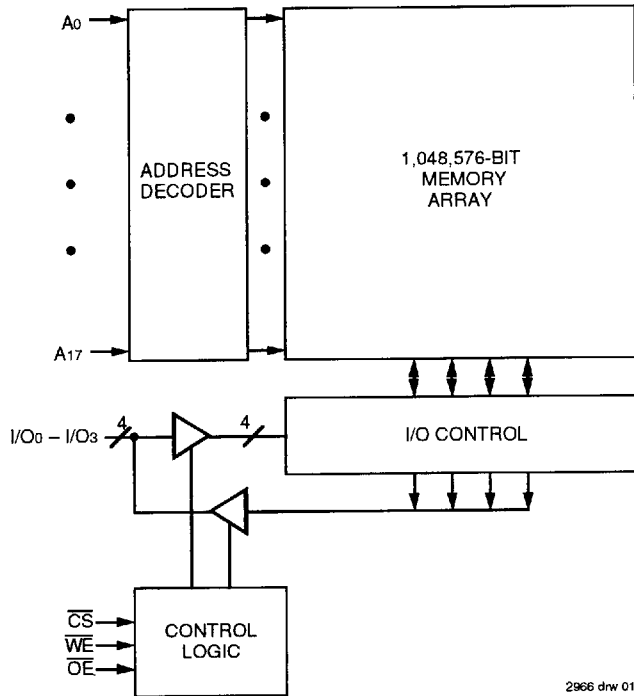 A0
ADDRESS
DECODER
1,048,576-BIT
MEMORY
ARRAY
A17
I/O0 – I/O3
4
4
I/O CONTROL
CS
WE
OE
CONTROL
LOGIC
2966 drw 01